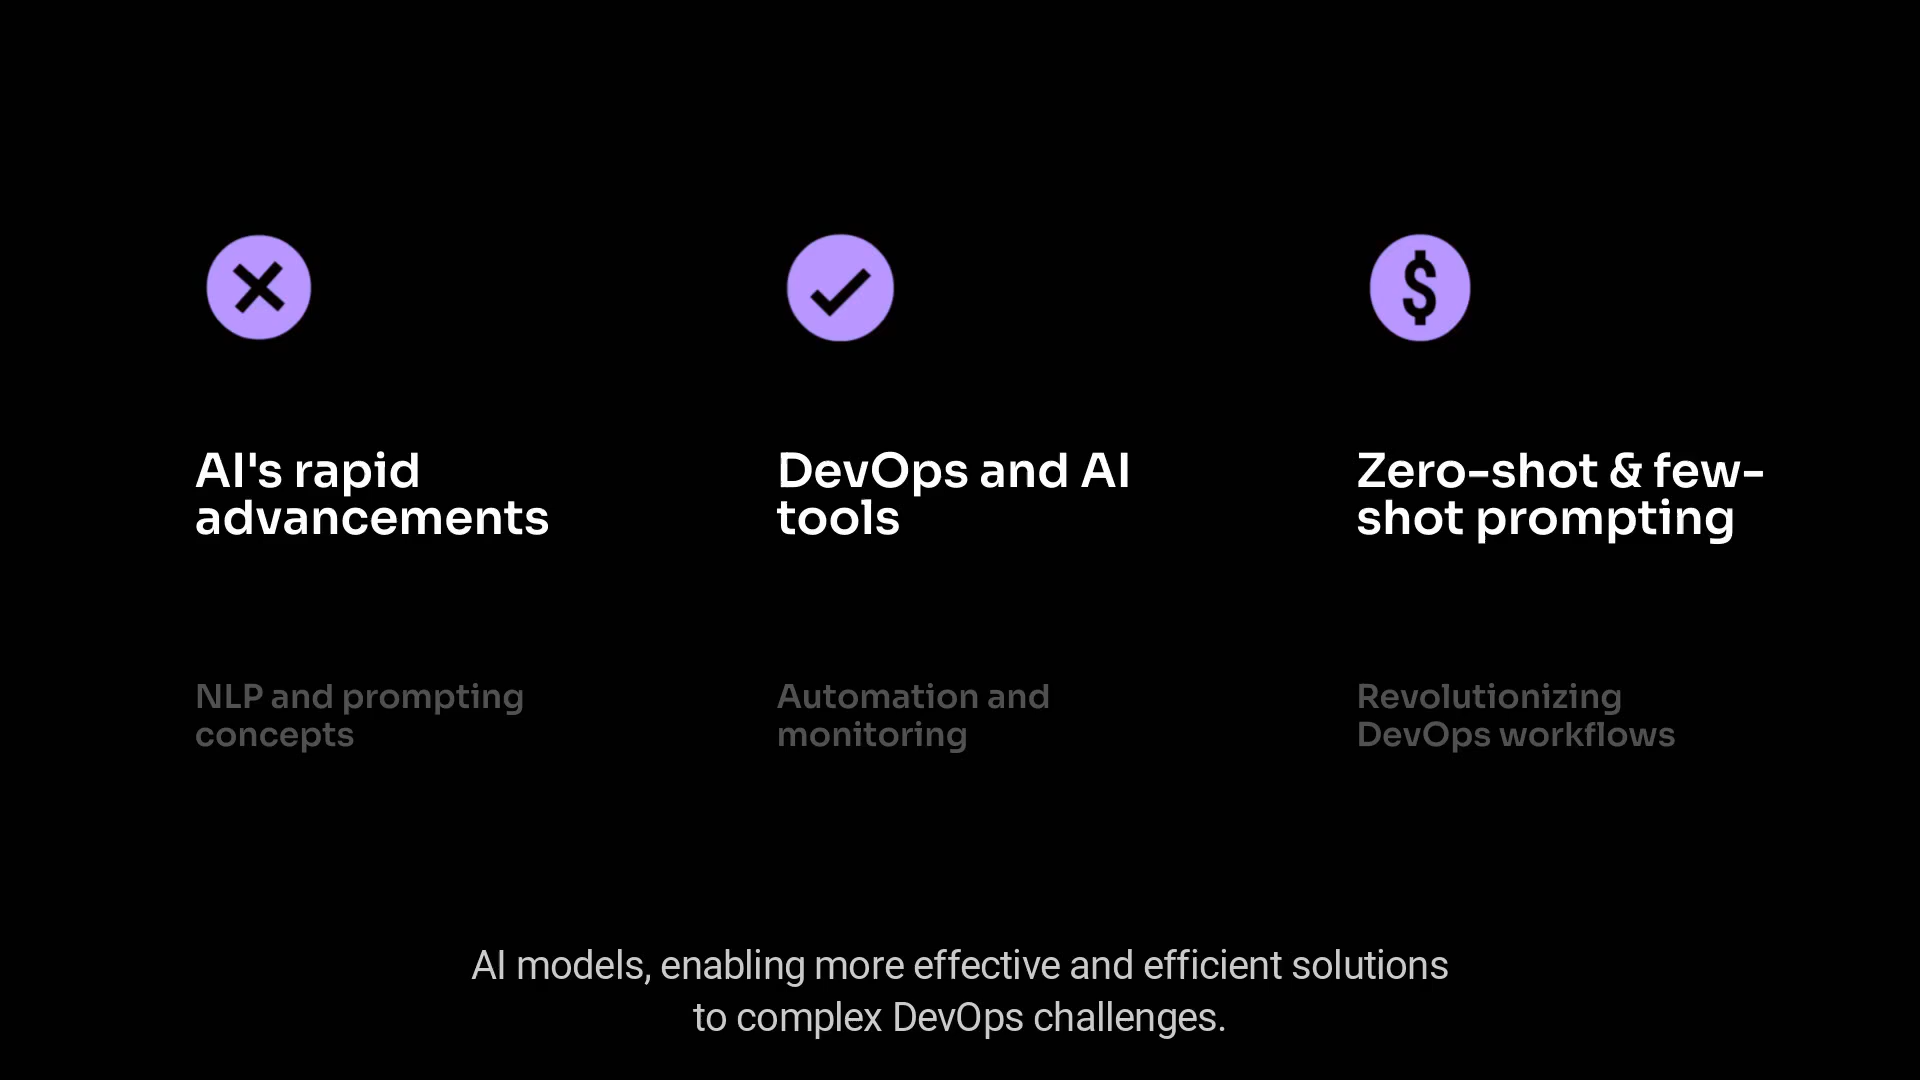 AI's rapid
advancements
NLP and prompting
concepts
DevOps and AI
tools
Automation and
monitoring
Zero-shot & few-
shot prompting
Revolutionizing
DevOps workflows
AI models, enabling more effective and efficient solutions
to complex DevOps challenges.